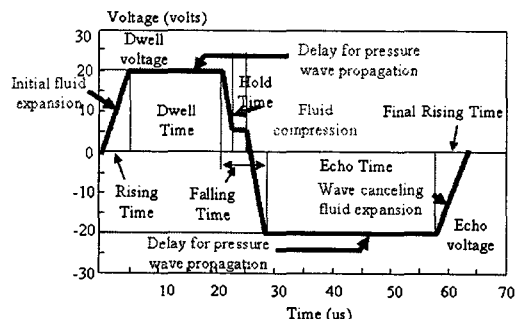 Voltage (volts)
30
20
10
0
-10
-20
-30
Dwell
voltage
Delay for pressure
wave propagation
Initial fluid
expansion
Hold
Time
Dwell
Time
Fluid
compression
Final Rising Time
Rising
Time
Falling
Time
Echo Time
Wave canceling
fluid expansion
Echo
voltage
Delay for pressure
wave propagation
10 20 30 40 50 60 70
Time (us)